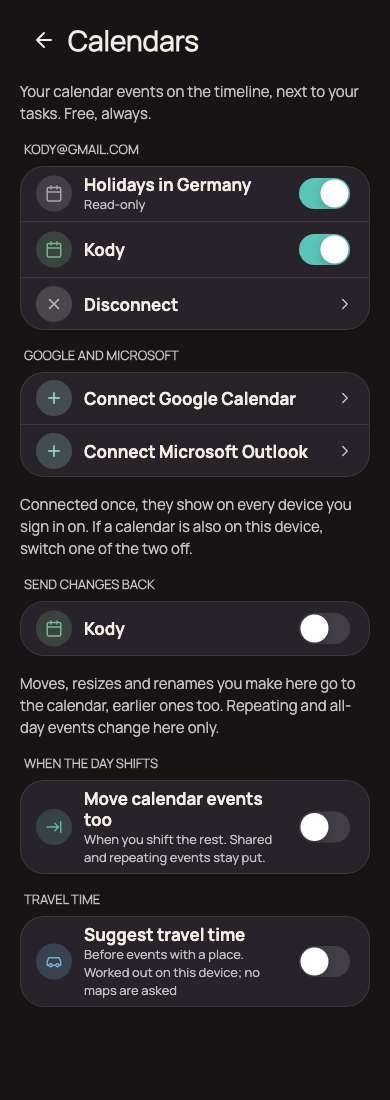 Calendars
Your calendar events on the timeline, next to your
tasks. Free, always.
KODY@GMAIL.COM
Holidays in Germany
Read-only
Kody
Disconnect
GOOGLE AND MICROSOFT
Connect Google Calendar
Connect Microsoft Outlook
Connected once, they show on every device you
sign in on. If a calendar is also on this device,
switch one of the two off.
SEND CHANGES BACK
Kody
Moves, resizes and renames you make here go to
the calendar, earlier ones too. Repeating and all-
day events change here only.
WHEN THE DAY SHIFTS
Move calendar events
too
When you shift the rest. Shared
and repeating events stay put.
TRAVEL TIME
Suggest travel time
Before events with a place.
Worked out on this device; no
maps are asked